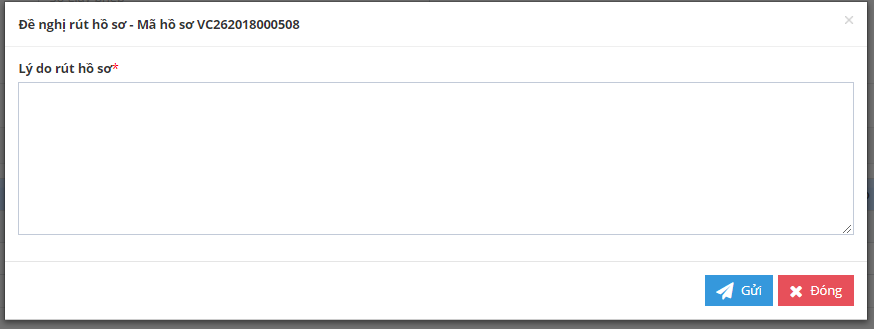 Đề nghị rút hồ sơ - Mã hồ sơ VC262018000508
×
Lý do rút hồ sơ*
Gửi
Đóng